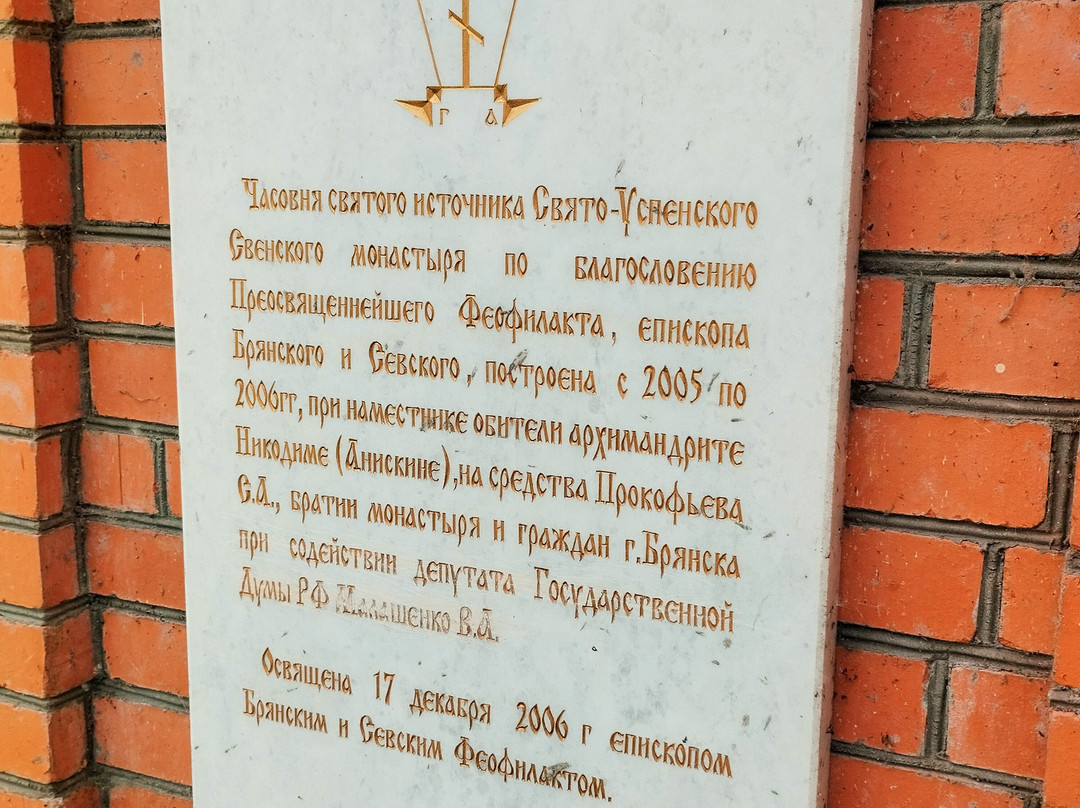 Г А
Часовня святого источника Свято-Успенского
Свенского монастыря по благословению
Преосвященнейшего Феофилакта, епископа
Брянского и Севского, построена с 2005 по
2006гг, при наместнике обители архимандрите
Никодиме (Анискине), на средства Прокофьева
С.А., братии монастыря и граждан г.Брянска
при содействии депутата Государственной
Думы РФ Малашенко В.А.
Освящена 17 декабря 2006 г епископом
Брянским и Севским Феофилактом.